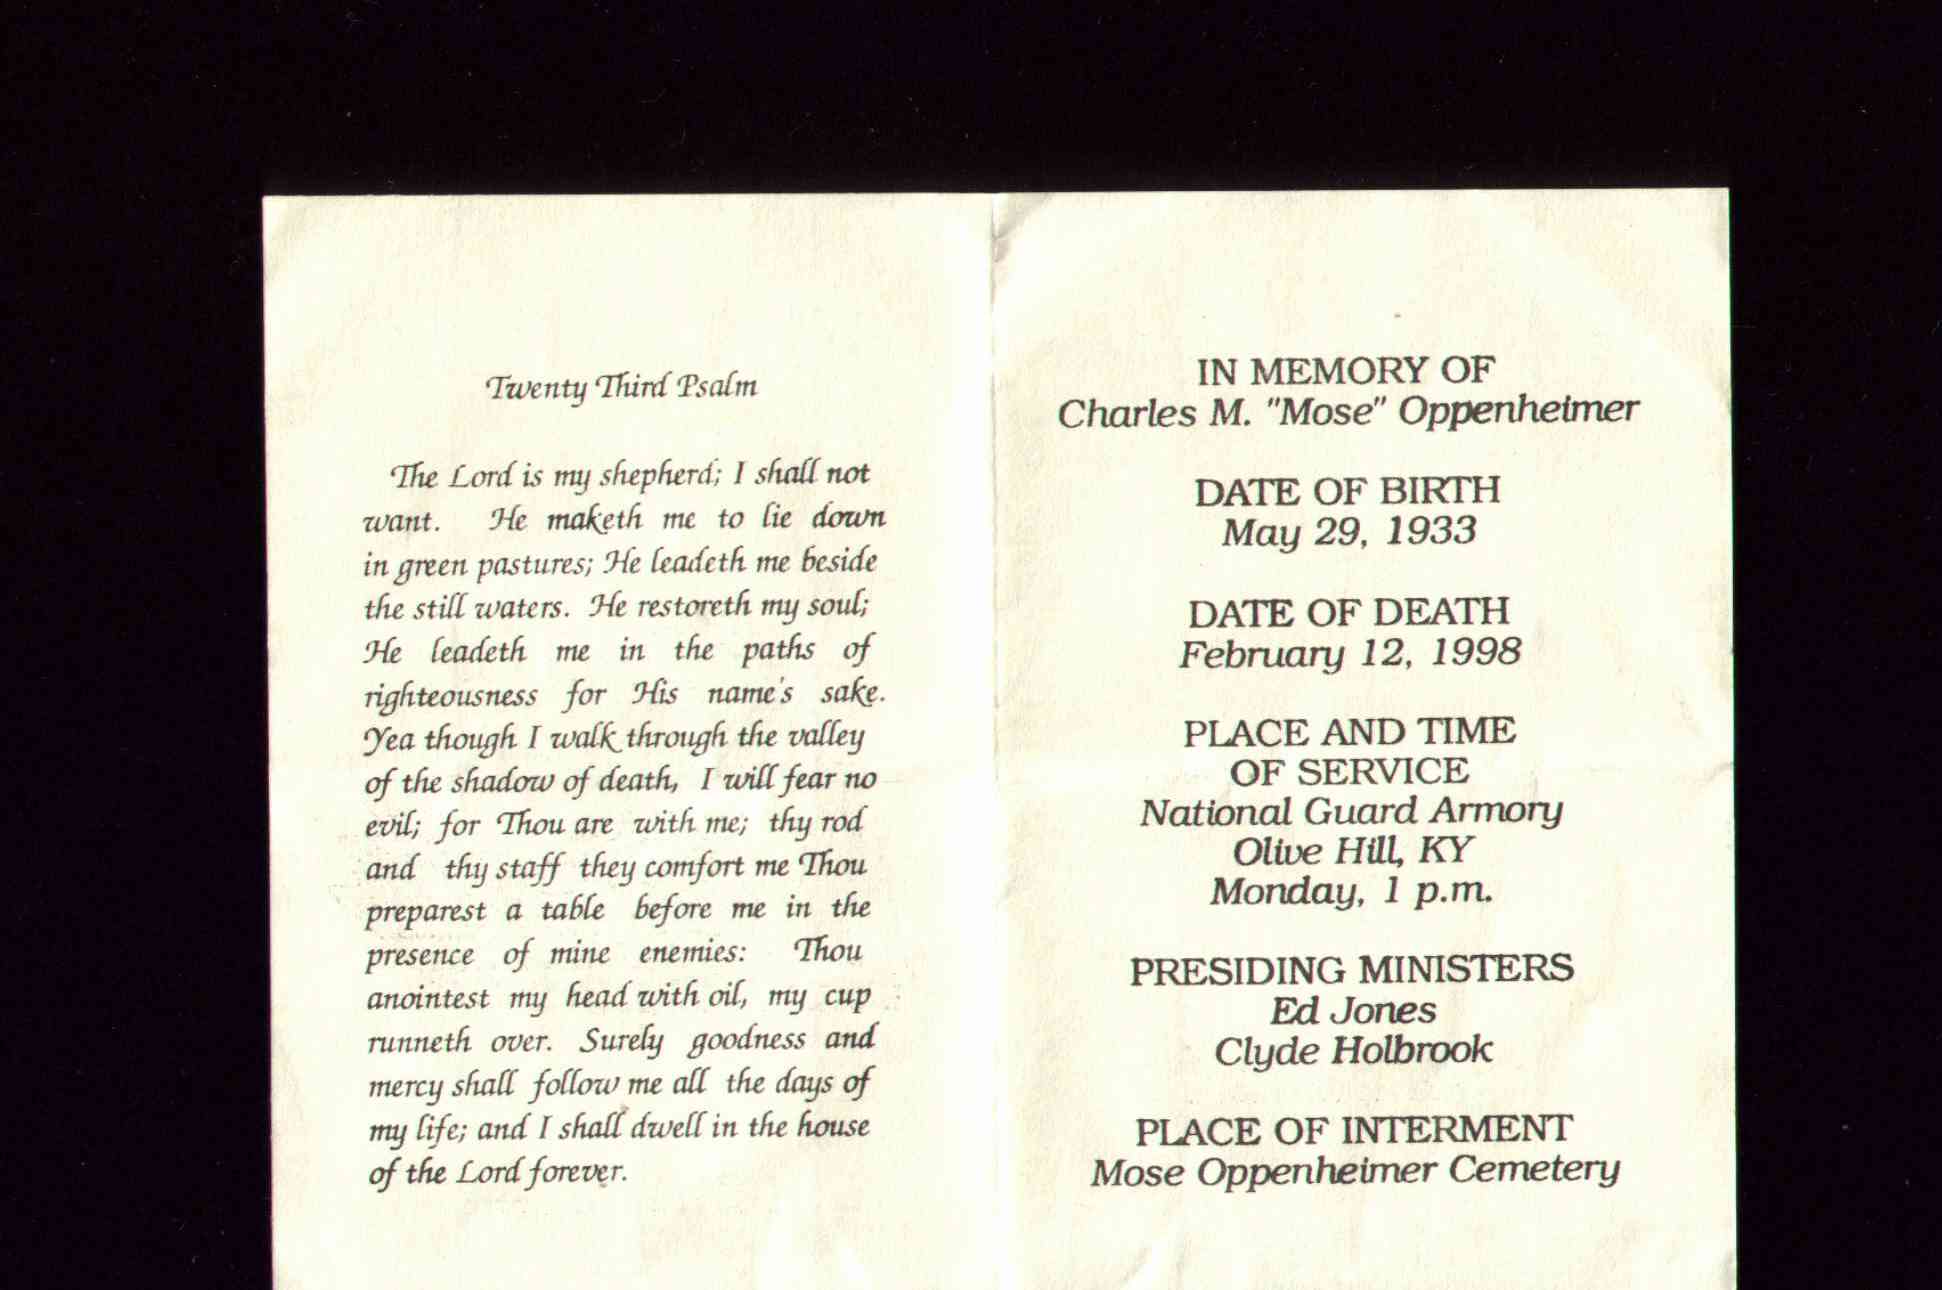 Twenty Third Psalm
The Lord is my shepherd; I shall not
want. He maketh me to lie down
in green pastures; He leadeth me beside
the still waters. He restoreth my soul;
He leadeth me in the paths of
righteousness for His name's sake.
Yea though I walk through the valley
of the shadow of death, I will fear no
evil; for Thou are with me; thy rod
and thy staff they comfort me Thou
preparest a table before me in the
presence of mine enemies: Thou
anointest my head with oil, my cup
runneth over. Surely goodness and
mercy shall follow me all the days of
my life; and I shall dwell in the house
of the Lord forever.
IN MEMORY OF
Charles M. "Mose" Oppenheimer
DATE OF BIRTH
May 29, 1933
DATE OF DEATH
February 12, 1998
PLACE AND TIME
OF SERVICE
National Guard Armory
Olive Hill, KY
Monday, 1 p.m.
PRESIDING MINISTERS
Ed Jones
Clyde Holbrook
PLACE OF INTERMENT
Mose Oppenheimer Cemetery